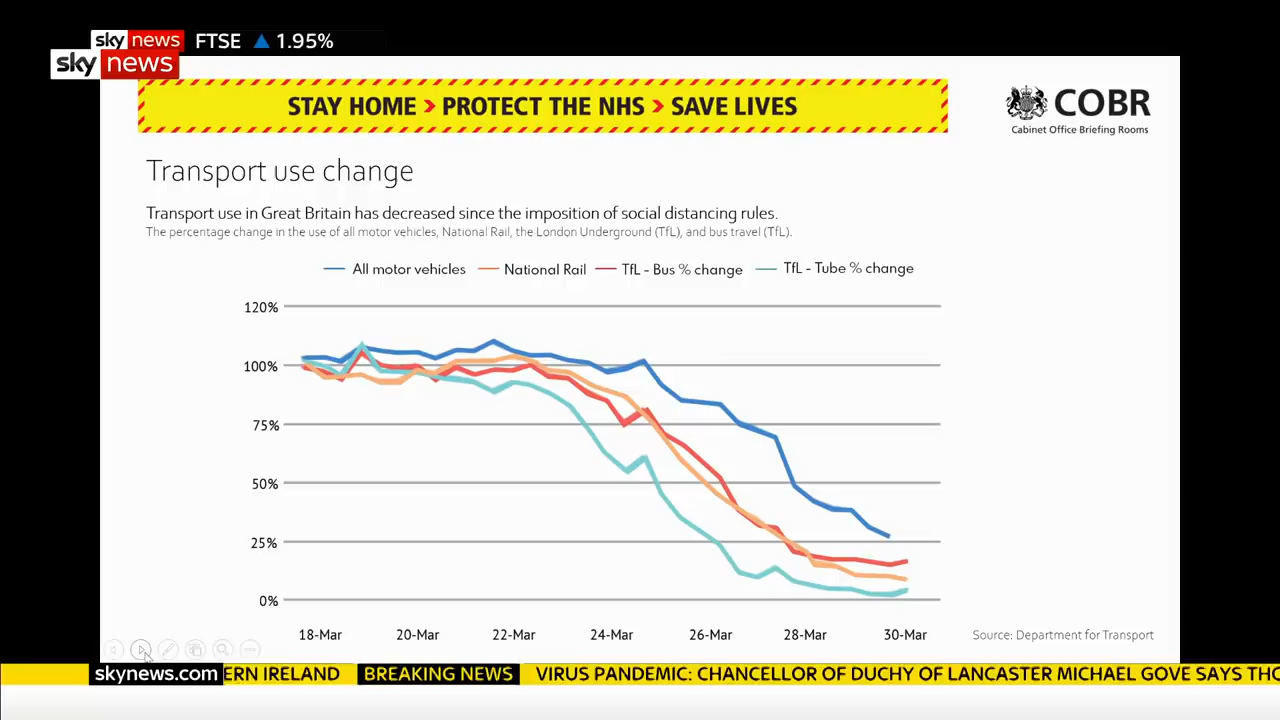 sky news FTSE ▲ 1.95%
sky news
STAY HOME > PROTECT THE NHS > SAVE LIVES
COBR
Cabinet Office Briefing Rooms
Transport use change
Transport use in Great Britain has decreased since the imposition of social distancing rules.
The percentage change in the use of all motor vehicles, National Rail, the London Underground (TfL), and bus travel (TfL).
All motor vehicles National Rail TfL - Bus % change TfL - Tube % change
120%
100%
75%
50%
25%
0%
18-Mar 20-Mar 22-Mar 24-Mar 26-Mar 28-Mar 30-Mar
Source: Department for Transport
skynews.com ERN IRELAND BREAKING NEWS VIRUS PANDEMIC: CHANCELLOR OF DUCHY OF LANCASTER MICHAEL GOVE SAYS THO